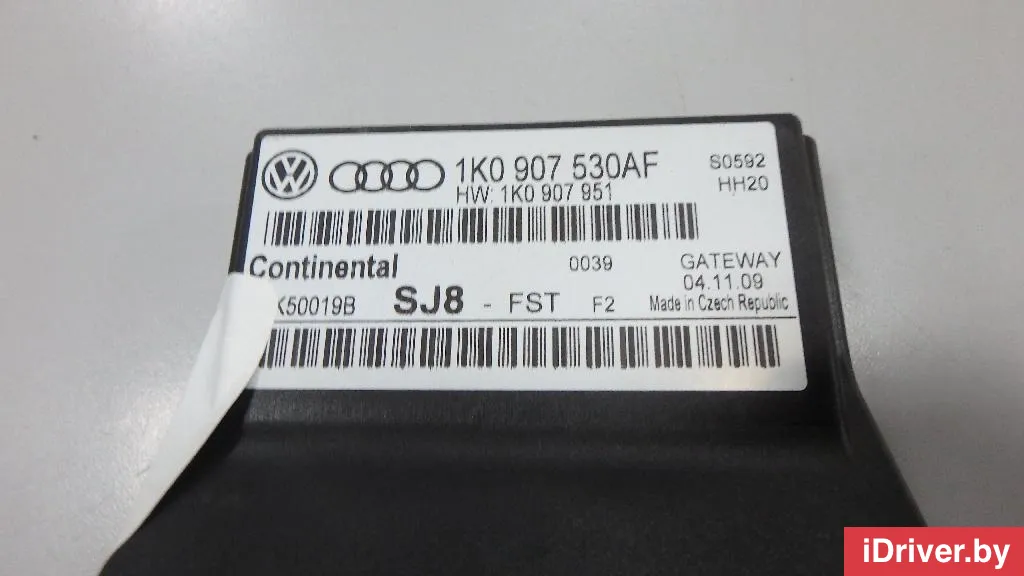 1K0 907 530AF S0592
HW: 1K0 907 951 HH20
Continental 0039 GATEWAY
04.11.09
K50019B SJ8 - FST F2 Made in Czech Republic
iDriver.by